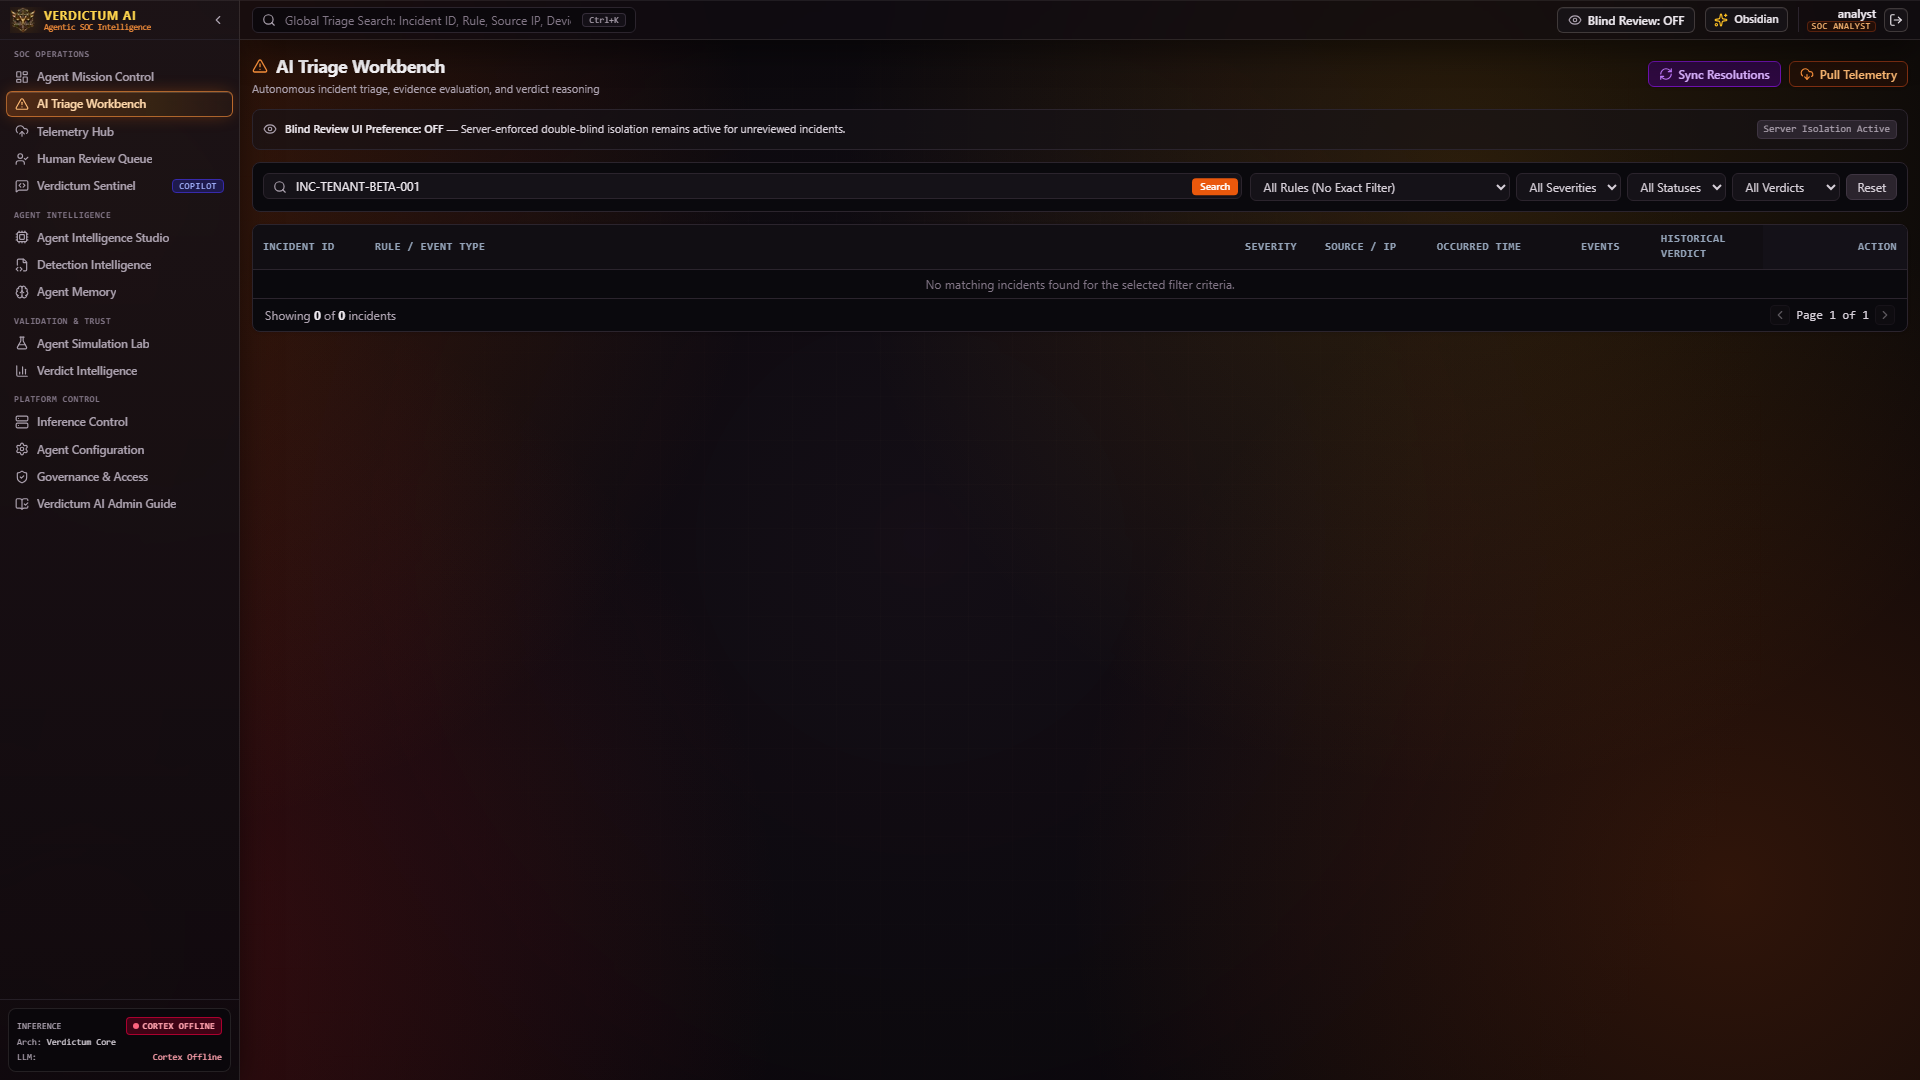 VERDICTUM AI
Agentic SOC Intelligence
SOC OPERATIONS
Agent Mission Control
AI Triage Workbench
Telemetry Hub
Human Review Queue
Verdictum Sentinel COPILOT
AGENT INTELLIGENCE
Agent Intelligence Studio
Detection Intelligence
Agent Memory
VALIDATION & TRUST
Agent Simulation Lab
Verdict Intelligence
PLATFORM CONTROL
Inference Control
Agent Configuration
Governance & Access
Verdictum AI Admin Guide
INFERENCE CORTEX OFFLINE
Arch: Verdictum Core
LLM: Cortex Offline
Global Triage Search: Incident ID, Rule, Source IP, Devi Ctrl+K
Blind Review: OFF
Obsidian
analyst
SOC ANALYST
AI Triage Workbench
Autonomous incident triage, evidence evaluation, and verdict reasoning
Sync Resolutions
Pull Telemetry
Blind Review UI Preference: OFF — Server-enforced double-blind isolation remains active for unreviewed incidents.
Server Isolation Active
INC-TENANT-BETA-001 Search
All Rules (No Exact Filter)
All Severities
All Statuses
All Verdicts
Reset
INCIDENT ID RULE / EVENT TYPE SEVERITY SOURCE / IP OCCURRED TIME EVENTS HISTORICAL VERDICT ACTION
No matching incidents found for the selected filter criteria.
Showing 0 of 0 incidents
Page 1 of 1